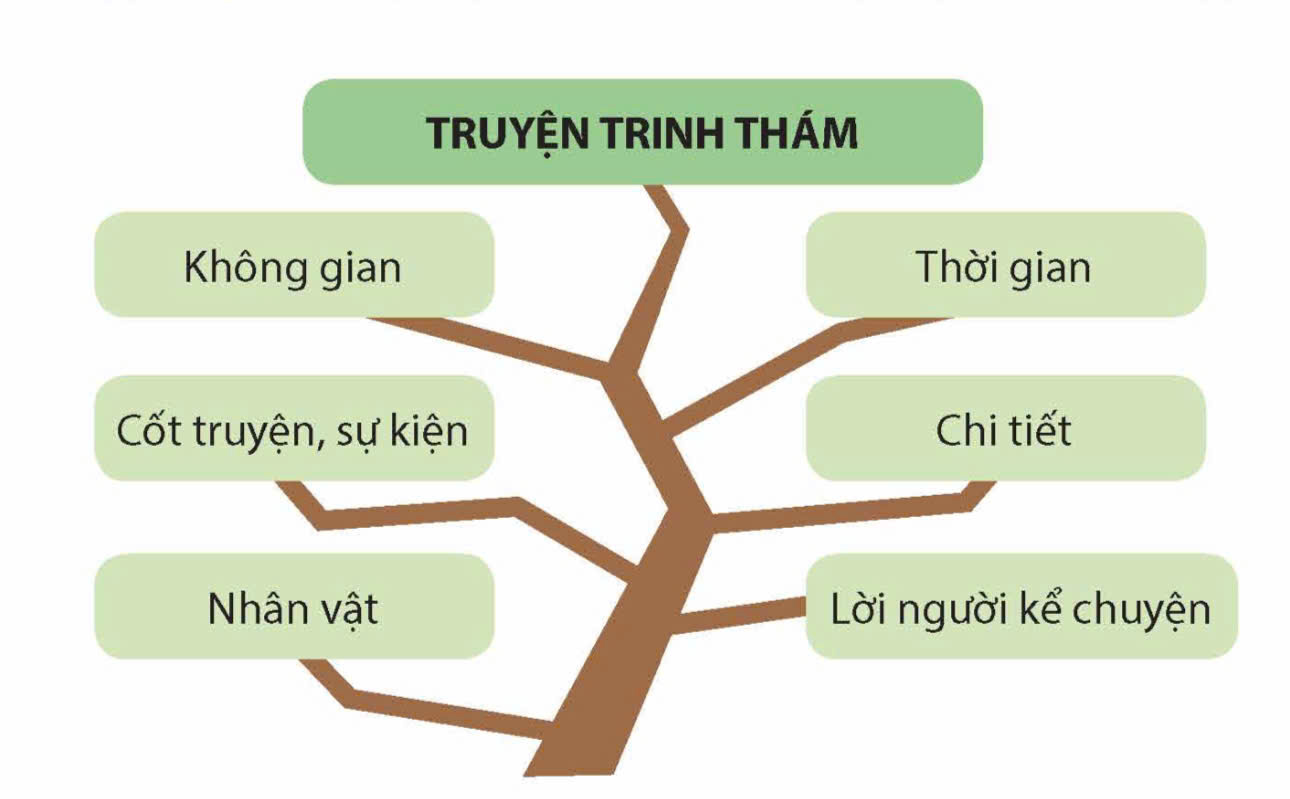 TRUYỆN TRINH THÁM
Không gian
Thời gian
Cốt truyện, sự kiện
Chi tiết
Nhân vật
Lời người kể chuyện